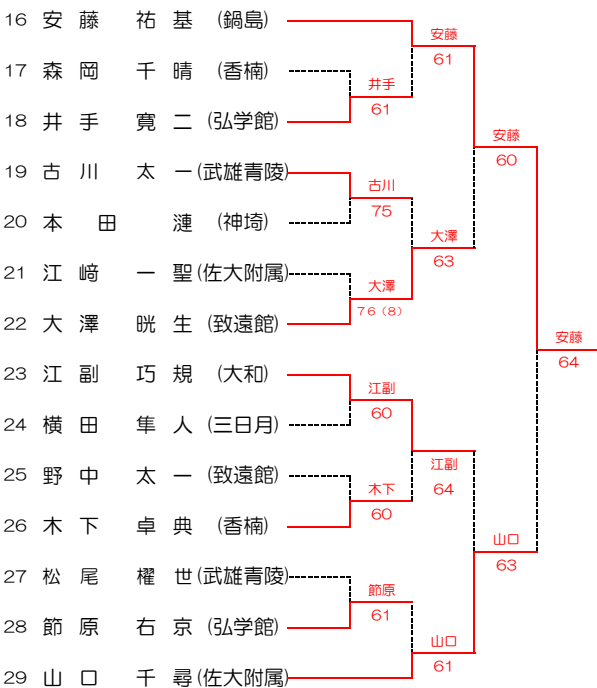 16 安藤 祐基 (鍋島)
安藤
61
17 森岡 千晴 (香楠)
井手
61
18 井手 寛二 (弘学館)
安藤
60
19 古川 太一 (武雄青陵)
古川
75
20 本田 漣 (神埼)
大澤
63
21 江﨑 一聖 (佐大附属)
大澤
76（8）
22 大澤 晄生 (致遠館)
安藤
64
23 江副 巧規 (大和)
江副
60
24 横田 隼人 (三日月)
江副
64
25 野中 太一 (致遠館)
木下
60
26 木下 卓典 (香楠)
山口
63
27 松尾 櫂世 (武雄青陵)
節原
61
28 節原 右京 (弘学館)
山口
61
29 山口 千尋 (佐大附属)